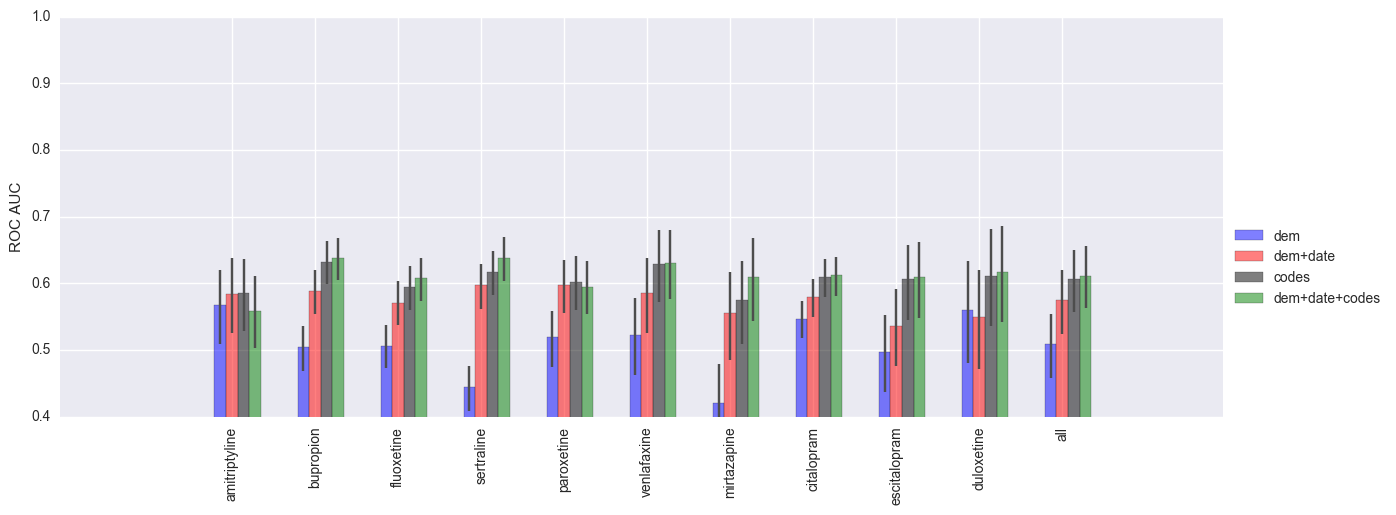 1.0
0.9
0.8
0.7
0.6
0.5
0.4
ROC AUC
amitriptyline
bupropion
fluoxetine
sertraline
paroxetine
venlafaxine
mirtazapine
citalopram
escitalopram
duloxetine
all
dem
dem+date
codes
dem+date+codes